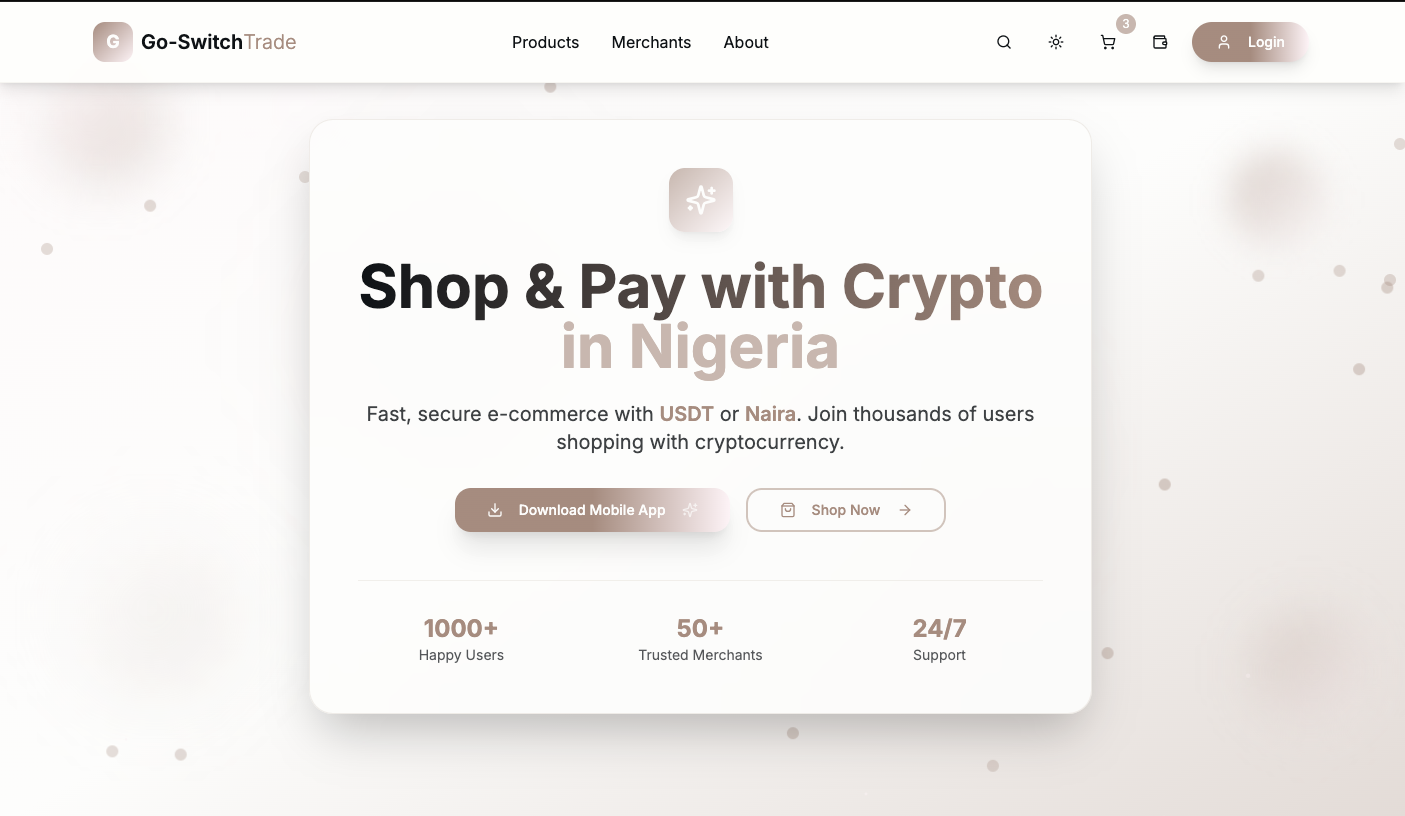 G Go-SwitchTrade Products Merchants About 3 Login
Shop & Pay with Crypto
in Nigeria
Fast, secure e-commerce with USDT or Naira. Join thousands of users
shopping with cryptocurrency.
Download Mobile App Shop Now
1000+ 50+ 24/7
Happy Users Trusted Merchants Support